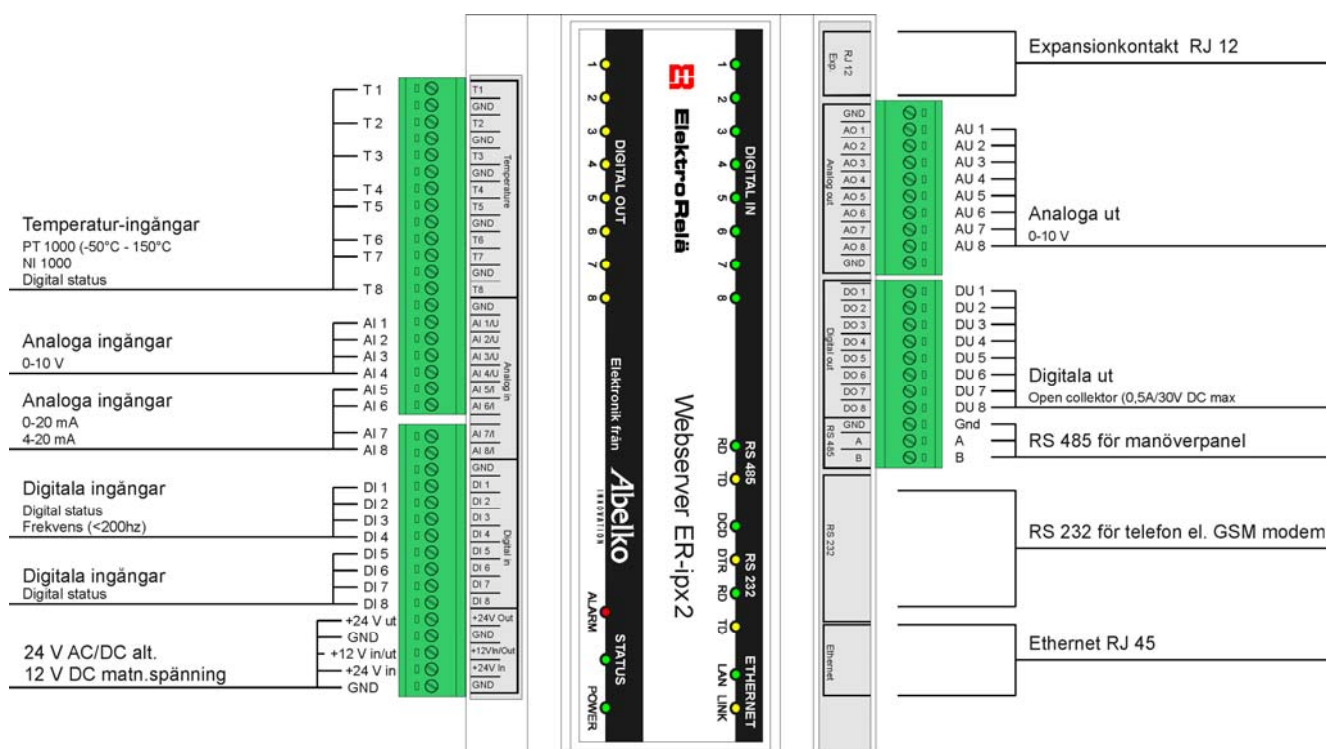 Temperatur-ingångar
PT 1000 (-50°C - 150°C
NI 1000
Digital status
Analoga ingångar
0-10 V
Analoga ingångar
0-20 mA
4-20 mA
Digitala ingångar
Digital status
Frekvens (<200hz)
Digitala ingångar
Digital status
24 V AC/DC alt.
12 V DC matn.spänning
T 1
T 2
T 3
T 4
T 5
T 6
T 7
T 8
AI 1
AI 2
AI 3
AI 4
AI 5
AI 6
AI 7
AI 8
DI 1
DI 2
DI 3
DI 4
DI 5
DI 6
DI 7
DI 8
+24 V ut
GND
+12 V in/ut
+24 V in
GND
T1
GND
T2
GND
T3
GND
T4
T5
GND
T6
T7
GND
T8
GND
AI 1/U
AI 2/U
AI 3/U
AI 4/U
AI 5/I
AI 6/I
AI 7/I
AI 8/I
GND
DI 1
DI 2
DI 3
DI 4
DI 5
DI 6
DI 7
DI 8
+24V Out
GND
+12VIn/Out
+24V In
GND
Temperature
Analog in
Digital in
1
2
3
4
5
6
7
8
DIGITAL OUT
Elektronik från
Abelko
INNOVATION
ALARM
STATUS
POWER
ER
ElektroRelä
Webserver ER-ipx2
1
2
3
4
5
6
7
8
DIGITAL IN
RS 485
RD
TD
RS 232
DCD
DTR
RD
TD
ETHERNET
LAN
LINK
RJ 12
Exp.
GND
AO 1
AO 2
AO 3
AO 4
AO 5
AO 6
AO 7
AO 8
GND
Analog out
DO 1
DO 2
DO 3
DO 4
DO 5
DO 6
DO 7
DO 8
Digital out
GND
A
B
RS 485
RS 232
Ethernet
AU 1
AU 2
AU 3
AU 4
AU 5
AU 6
AU 7
AU 8
DU 1
DU 2
DU 3
DU 4
DU 5
DU 6
DU 7
DU 8
Gnd
A
B
Expansionkontakt RJ 12
Analoga ut
0-10 V
Digitala ut
Open collektor (0,5A/30V DC max
RS 485 för manöverpanel
RS 232 för telefon el. GSM modem
Ethernet RJ 45